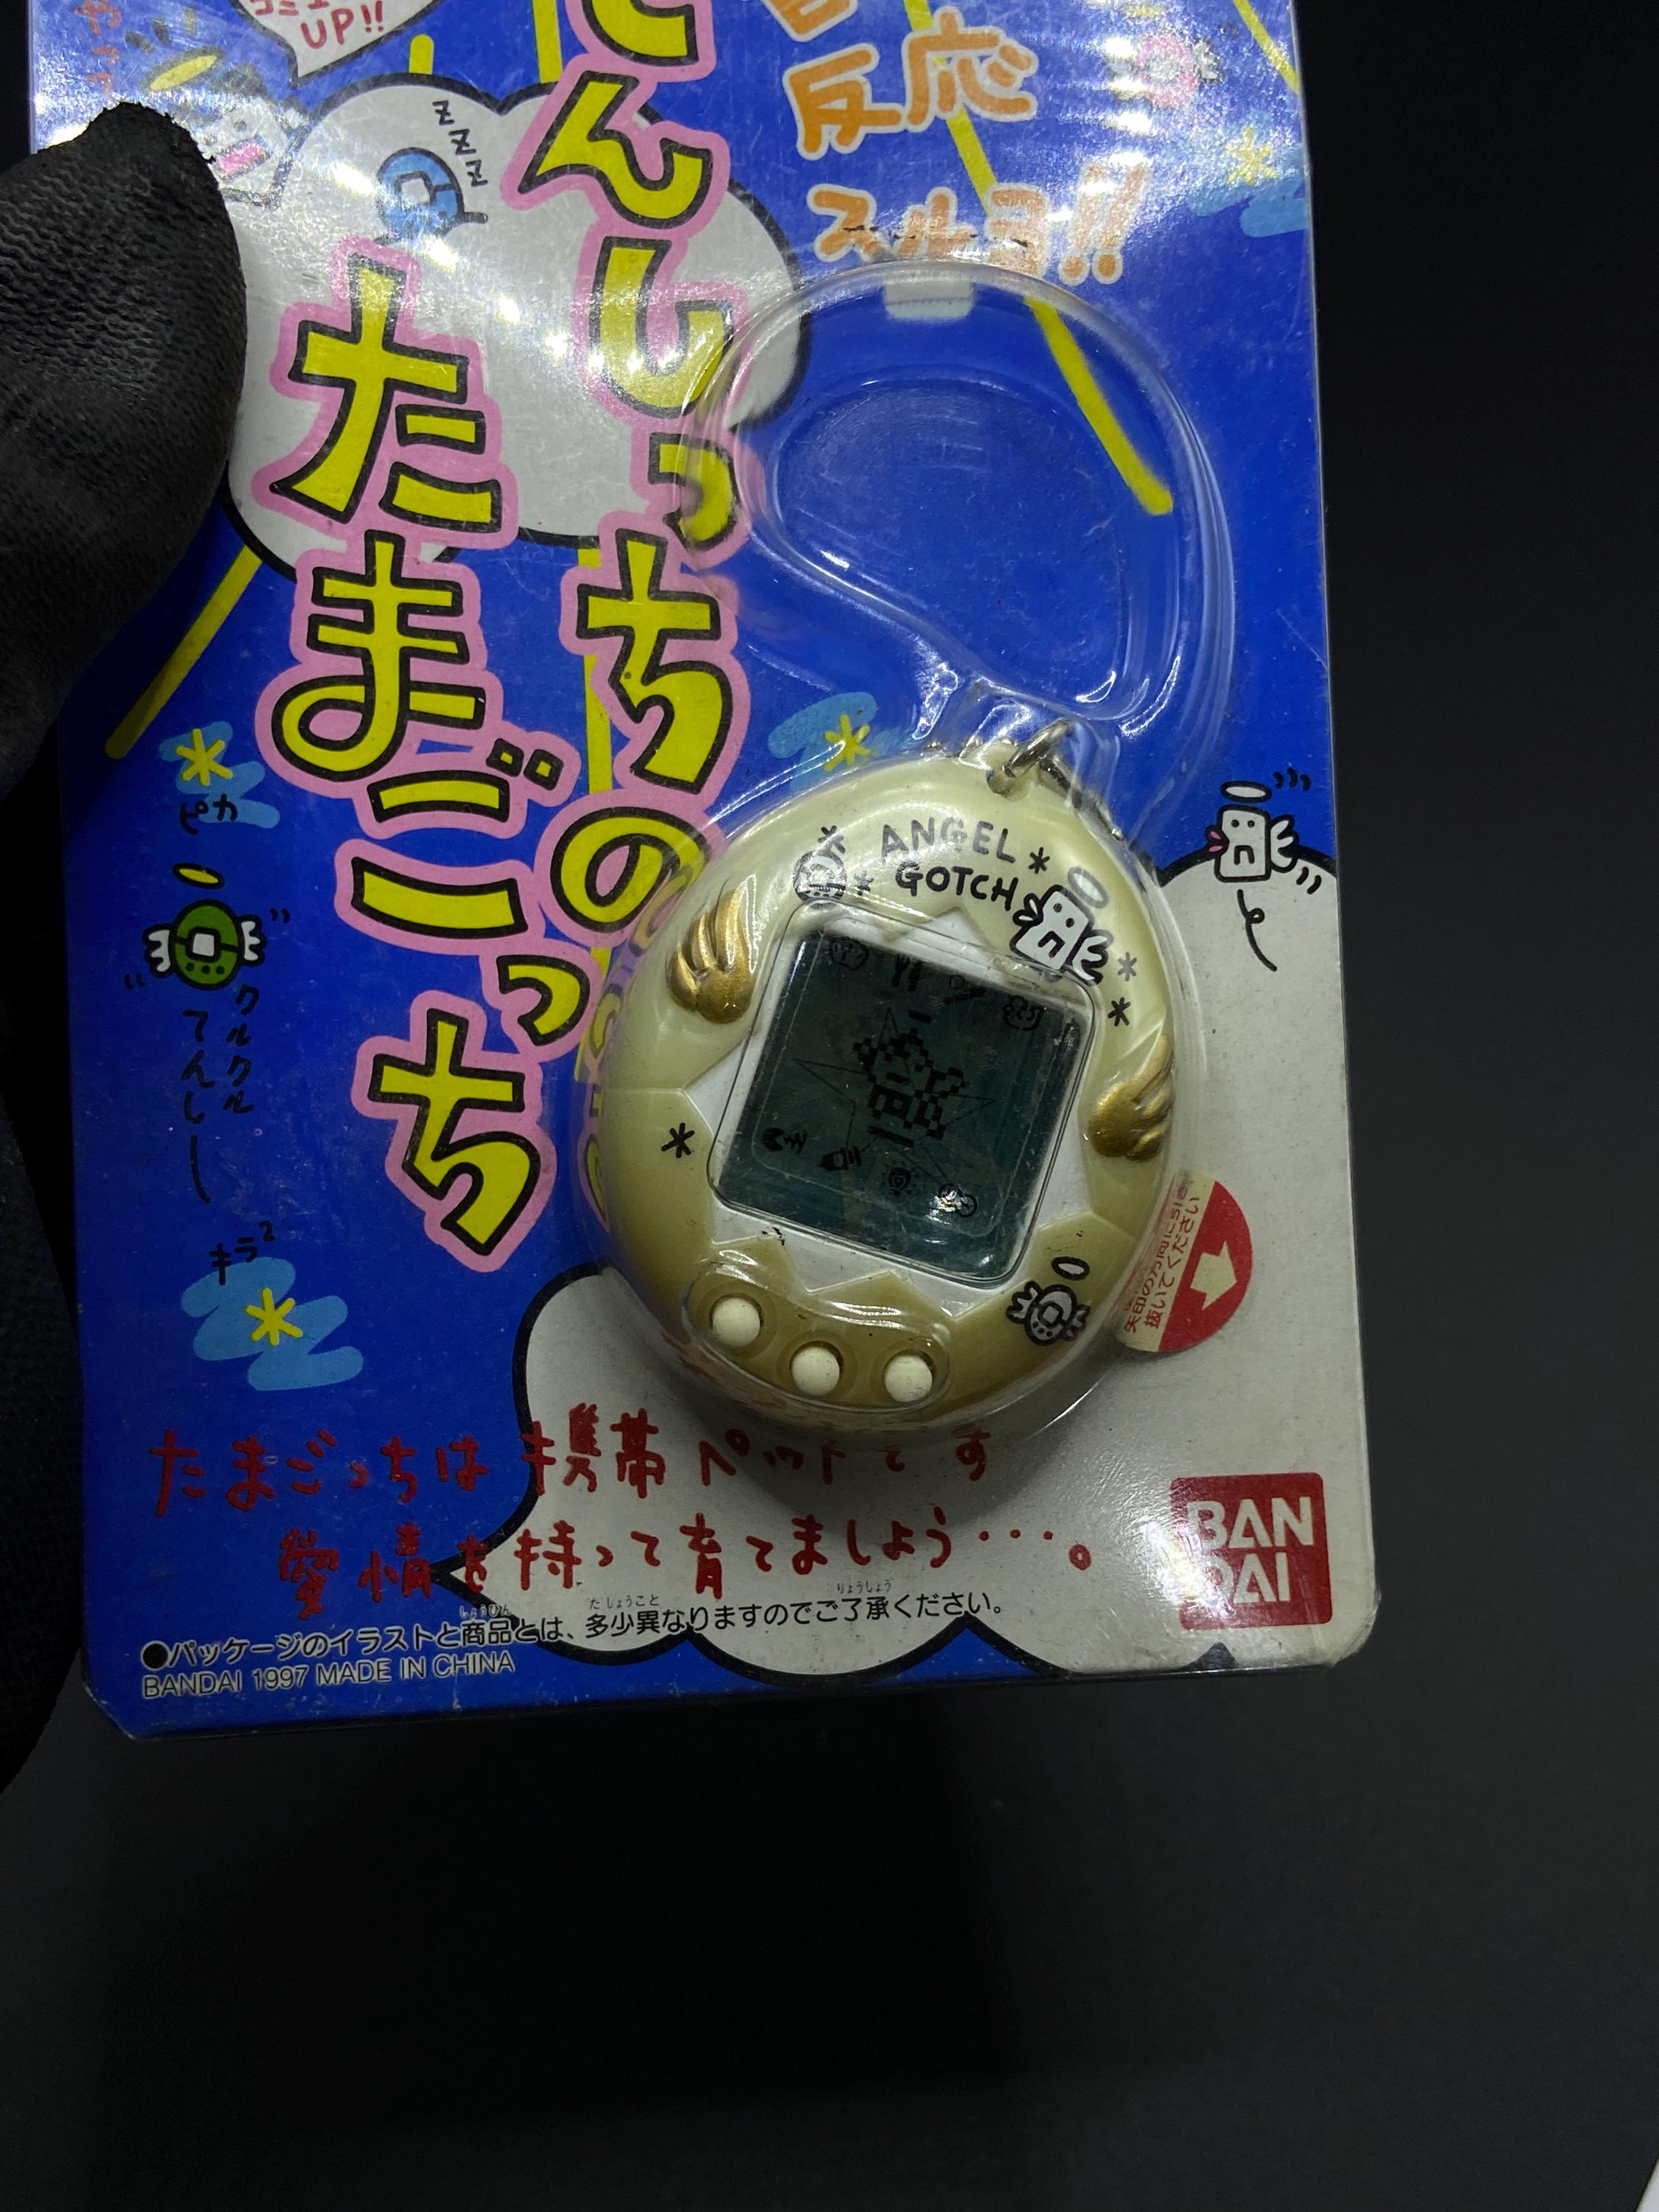 UP!!
z
z
z
反応
スルヨ!!
てんしっちの
たまごっち
ピカ
クルクル
てんしー
キラ2
ANGEL
GOTCH
矢印の方向に引き
抜いてください
たまごっちは携帯ペットです
愛情を持って育てましょう・・・。
●パッケージのイラストと商品とは、多少異なりますのでご了承ください。
BANDAI 1997 MADE IN CHINA
BAN
DAI